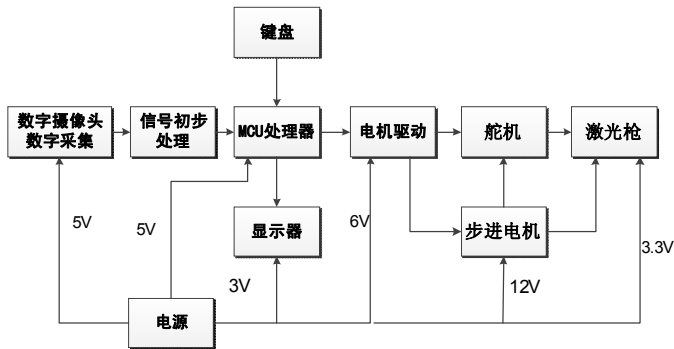 键盘
数字摄像头
数字采集
信号初步
处理
MCU处理器
电机驱动
舵机
激光枪
5V
5V
显示器
6V
步进电机
3.3V
3V
12V
电源